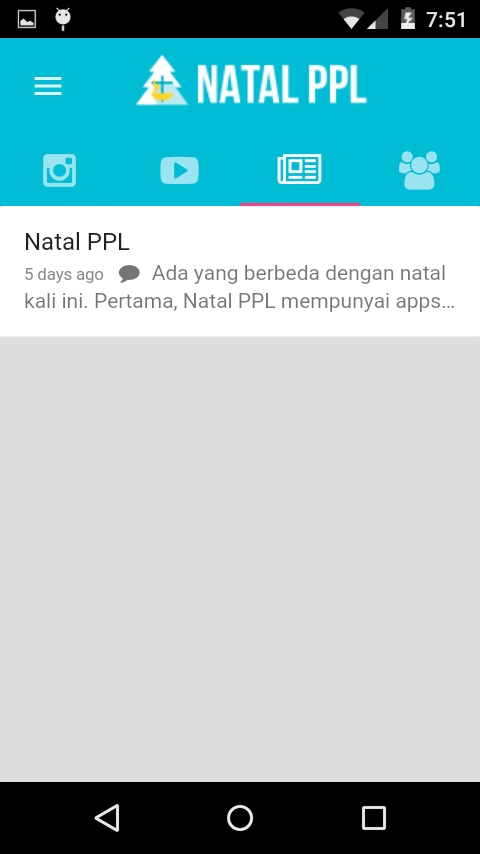 7:51
NATAL PPL
Natal PPL
5 days ago Ada yang berbeda dengan natal
kali ini. Pertama, Natal PPL mempunyai apps...